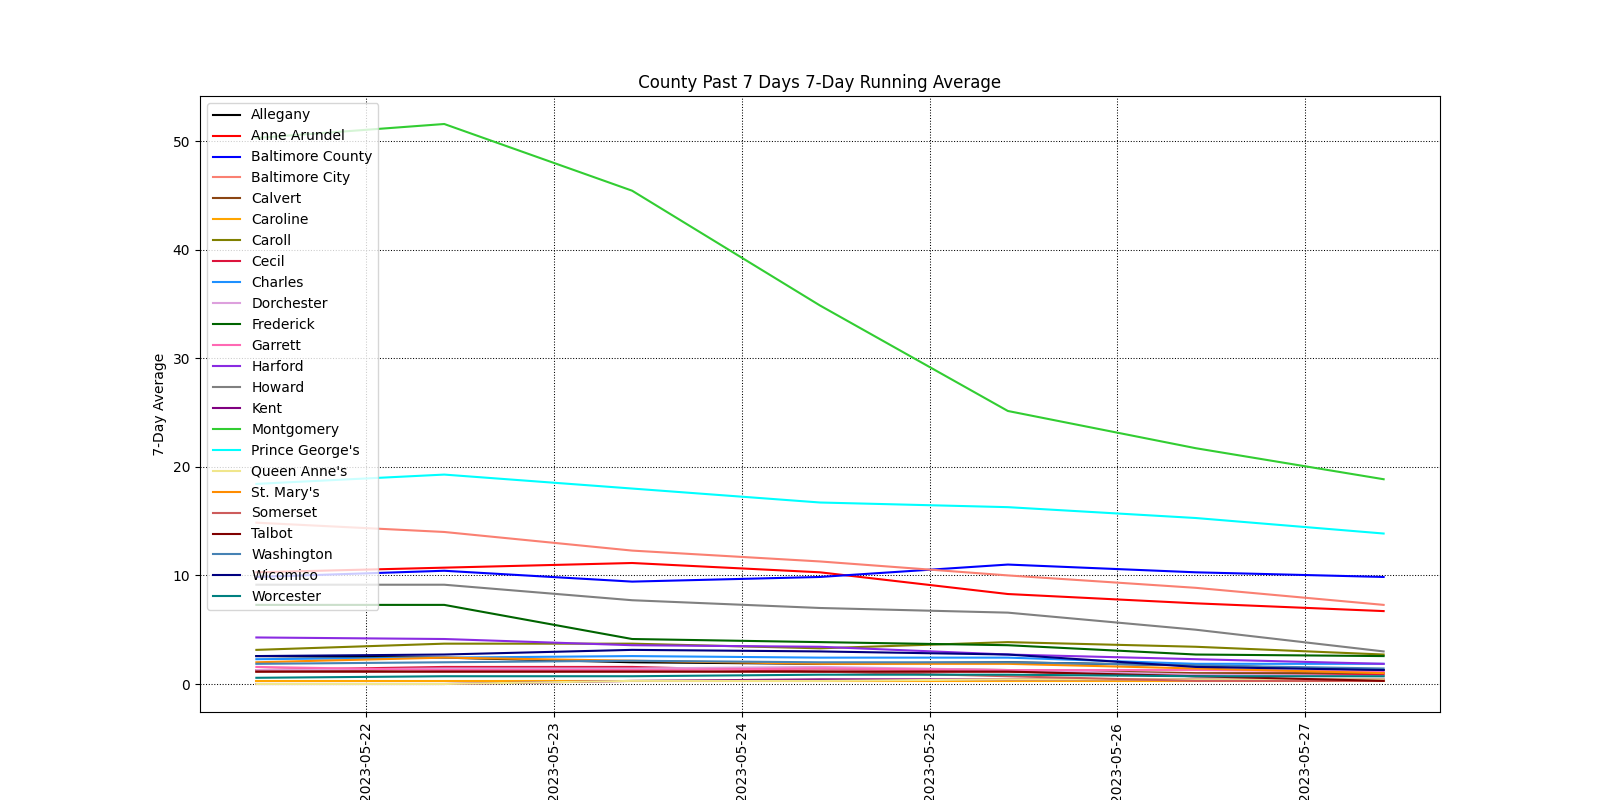 County Past 7 Days 7-Day Running Average
Allegany
Anne Arundel
Baltimore County
Baltimore City
Calvert
Caroline
Caroll
Cecil
Charles
Dorchester
Frederick
Garrett
Harford
Howard
Kent
Montgomery
Prince George's
Queen Anne's
St. Mary's
Somerset
Talbot
Washington
Wicomico
Worcester
7-Day Average
50
40
30
20
10
0
2023-05-22
2023-05-23
2023-05-24
2023-05-25
2023-05-26
2023-05-27